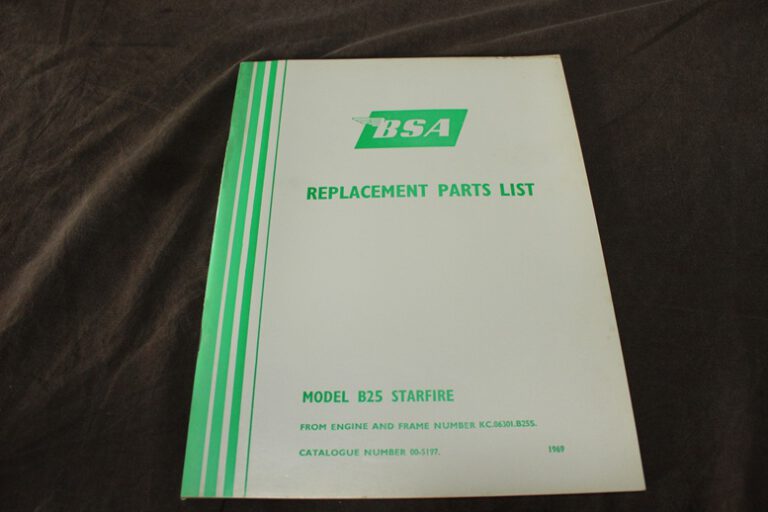 BSA
REPLACEMENT PARTS LIST
MODEL B25 STARFIRE
FROM ENGINE AND FRAME NUMBER KC.06301.B25S.
CATALOGUE NUMBER 00-5197. 1969